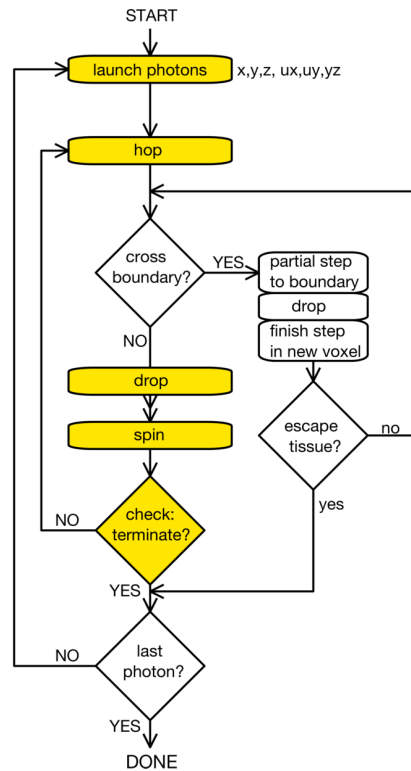 START
launch photons
x,y,z, ux,uy,yz
hop
cross
boundary?
YES
partial step
to boundary
drop
finish step
in new voxel
NO
drop
spin
escape
tissue?
no
yes
check:
terminate?
NO
YES
last
photon?
NO
YES
DONE